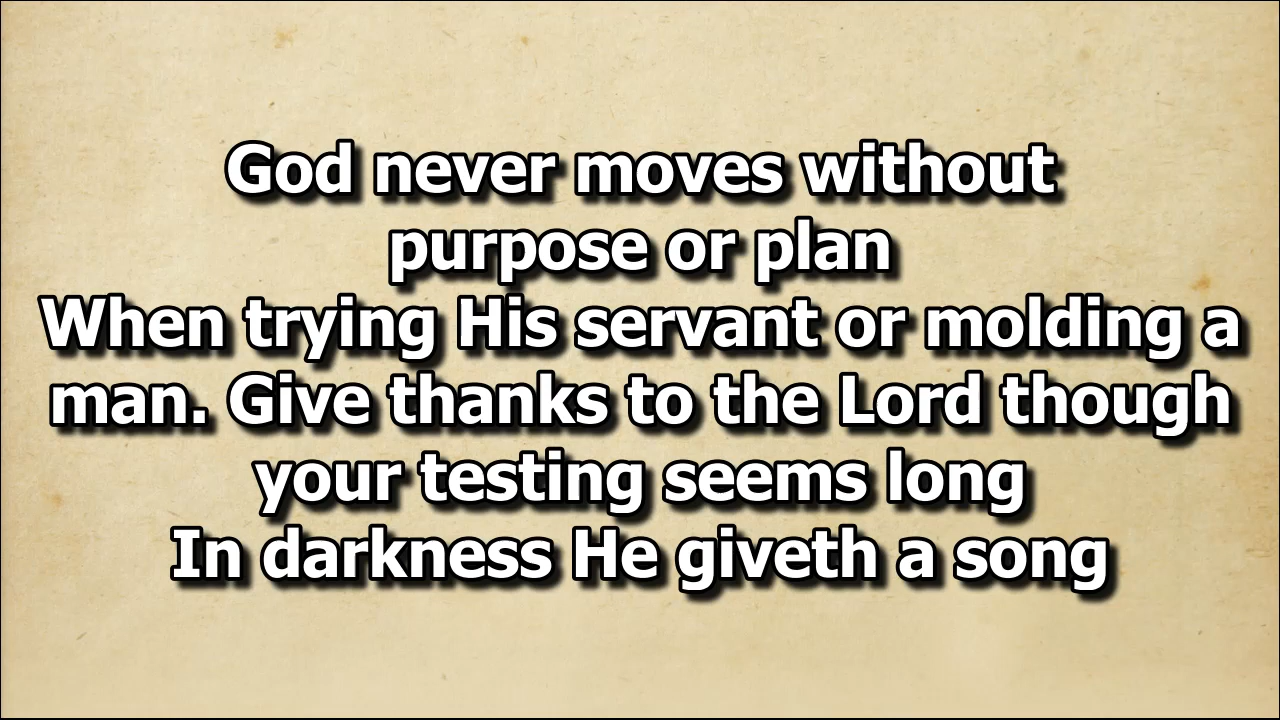 God never moves without
purpose or plan
When trying His servant or molding a
man. Give thanks to the Lord though
your testing seems long
In darkness He giveth a song